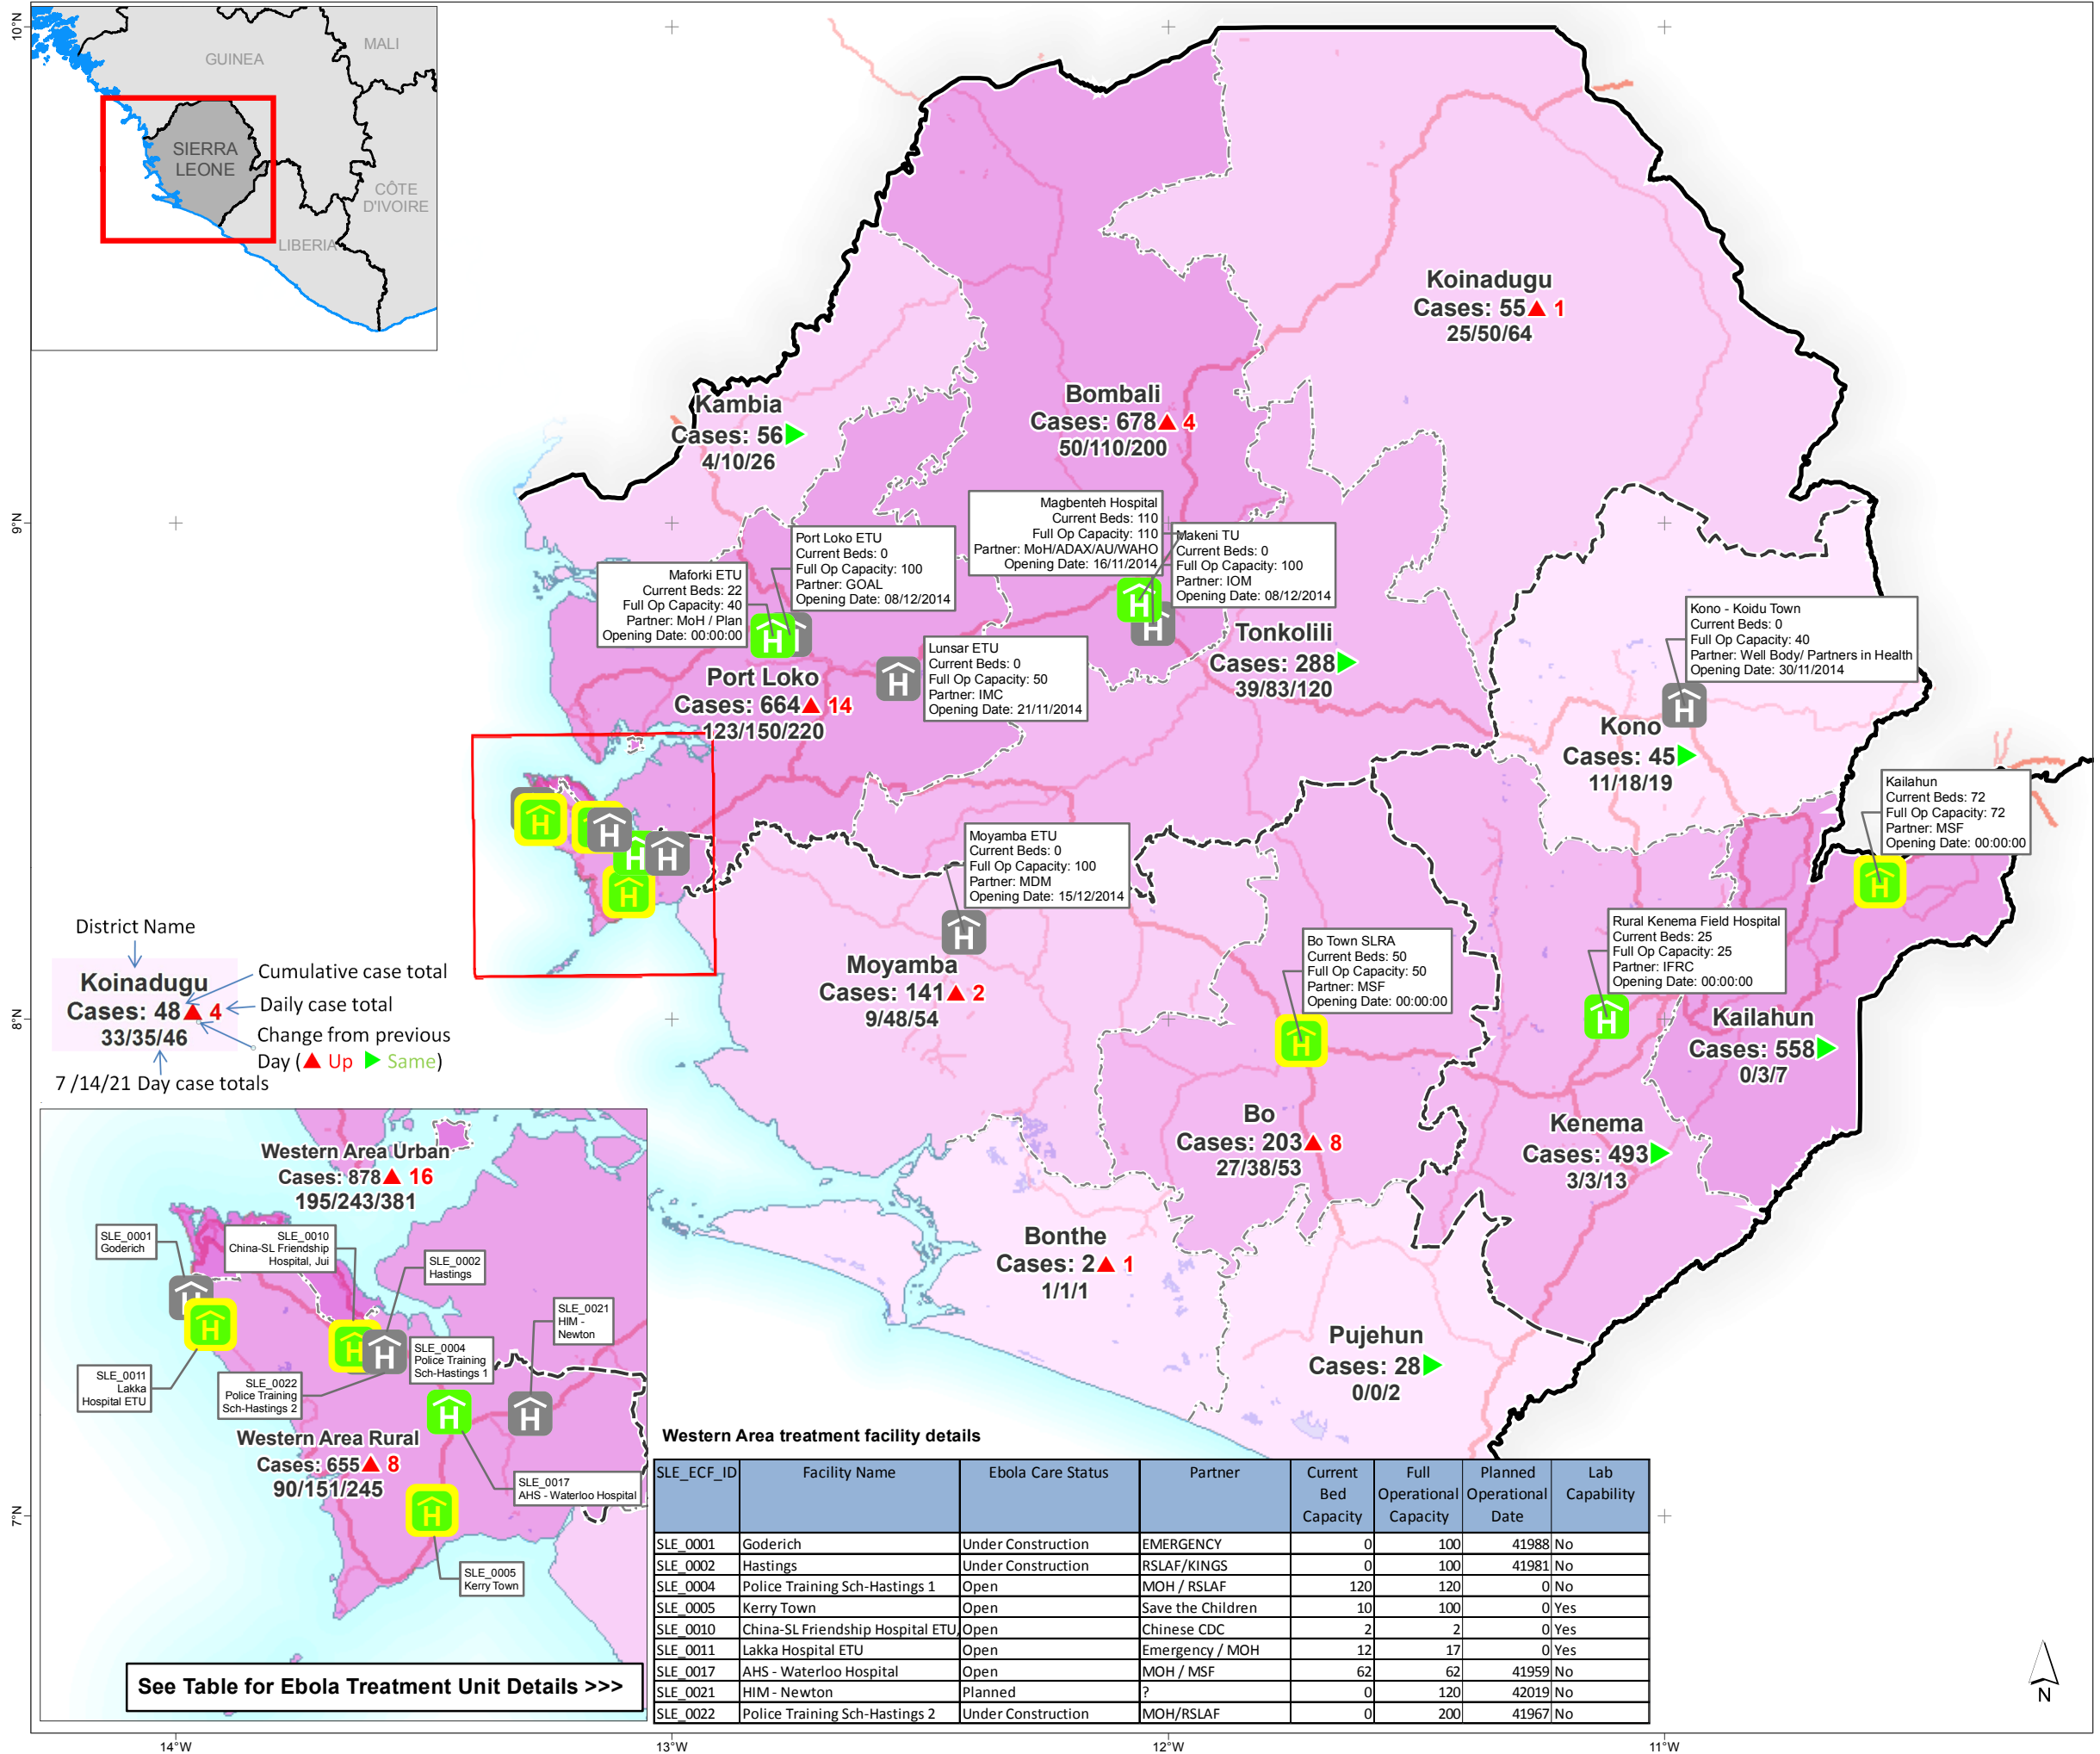 10°N
9°N
8°N
7°N
14°W
13°W
12°W
11°W
GUINEA
MALI
SIERRA
LEONE
CÔTE
D'IVOIRE
LIBERIA
Koinadugu
Cases: 55 1
25/50/64
Bombali
Cases: 678 4
50/110/200
Kambia
Cases: 56
4/10/26
Magbenteh Hospital
Current Beds: 110
Full Op Capacity: 110
Partner: MoH/ADAX/AU/WAHO
Opening Date: 16/11/2014
Makeni TU
Current Beds: 0
Full Op Capacity: 100
Partner: IOM
Opening Date: 08/12/2014
Port Loko ETU
Current Beds: 0
Full Op Capacity: 100
Partner: GOAL
Opening Date: 08/12/2014
Maforki ETU
Current Beds: 22
Full Op Capacity: 40
Partner: MoH / Plan
Opening Date: 00:00:00
Lunsar ETU
Current Beds: 0
Full Op Capacity: 50
Partner: IMC
Opening Date: 21/11/2014
Port Loko
Cases: 664 14
123/150/220
Tonkolili
Cases: 288
39/83/120
Kono - Koidu Town
Current Beds: 0
Full Op Capacity: 40
Partner: Well Body/ Partners in Health
Opening Date: 30/11/2014
Kono
Cases: 45
11/18/19
Kailahun
Current Beds: 72
Full Op Capacity: 72
Partner: MSF
Opening Date: 00:00:00
Moyamba ETU
Current Beds: 0
Full Op Capacity: 100
Partner: MDM
Opening Date: 15/12/2014
Moyamba
Cases: 141 2
9/48/54
Bo Town SLRA
Current Beds: 50
Full Op Capacity: 50
Partner: MSF
Opening Date: 00:00:00
Rural Kenema Field Hospital
Current Beds: 25
Full Op Capacity: 25
Partner: IFRC
Opening Date: 00:00:00
Kailahun
Cases: 558
0/3/7
Bo
Cases: 203 8
27/38/53
Kenema
Cases: 493
3/3/13
Bonthe
Cases: 2 1
1/1/1
Pujehun
Cases: 28
0/0/2
District Name
Koinadugu
Cases: 48 4
33/35/46
Cumulative case total
Daily case total
Change from previous
Day (▲ Up ▶ Same)
7 /14/21 Day case totals
Western Area Urban
Cases: 878 16
195/243/381
SLE_0001
Goderich
SLE_0010
China-SL Friendship
Hospital, Jui
SLE_0002
Hastings
SLE_0021
HIM -
Newton
SLE_0004
Police Training
Sch-Hastings 1
SLE_0011
Lakka
Hospital ETU
SLE_0022
Police Training
Sch-Hastings 2
Western Area Rural
Cases: 655 8
90/151/245
SLE_0017
AHS - Waterloo Hospital
SLE_0005
Kerry Town
See Table for Ebola Treatment Unit Details >>>
Western Area treatment facility details
SLE_ECF_ID Facility Name Ebola Care Status Partner Current Bed Capacity Full Operational Capacity Planned Operational Date Lab Capability
SLE_0001 Goderich Under Construction EMERGENCY 0 100 41988 No
SLE_0002 Hastings Under Construction RSLAF/KINGS 0 100 41981 No
SLE_0004 Police Training Sch-Hastings 1 Open MOH / RSLAF 120 120 0 No
SLE_0005 Kerry Town Open Save the Children 10 100 0 Yes
SLE_0010 China-SL Friendship Hospital ETU, Open Chinese CDC 2 2 0 Yes
SLE_0011 Lakka Hospital ETU Open Emergency / MOH 12 17 0 Yes
SLE_0017 AHS - Waterloo Hospital Open MOH / MSF 62 62 41959 No
SLE_0021 HIM - Newton Planned ? 0 120 42019 No
SLE_0022 Police Training Sch-Hastings 2 Under Construction MOH/RSLAF 0 200 41967 No
N